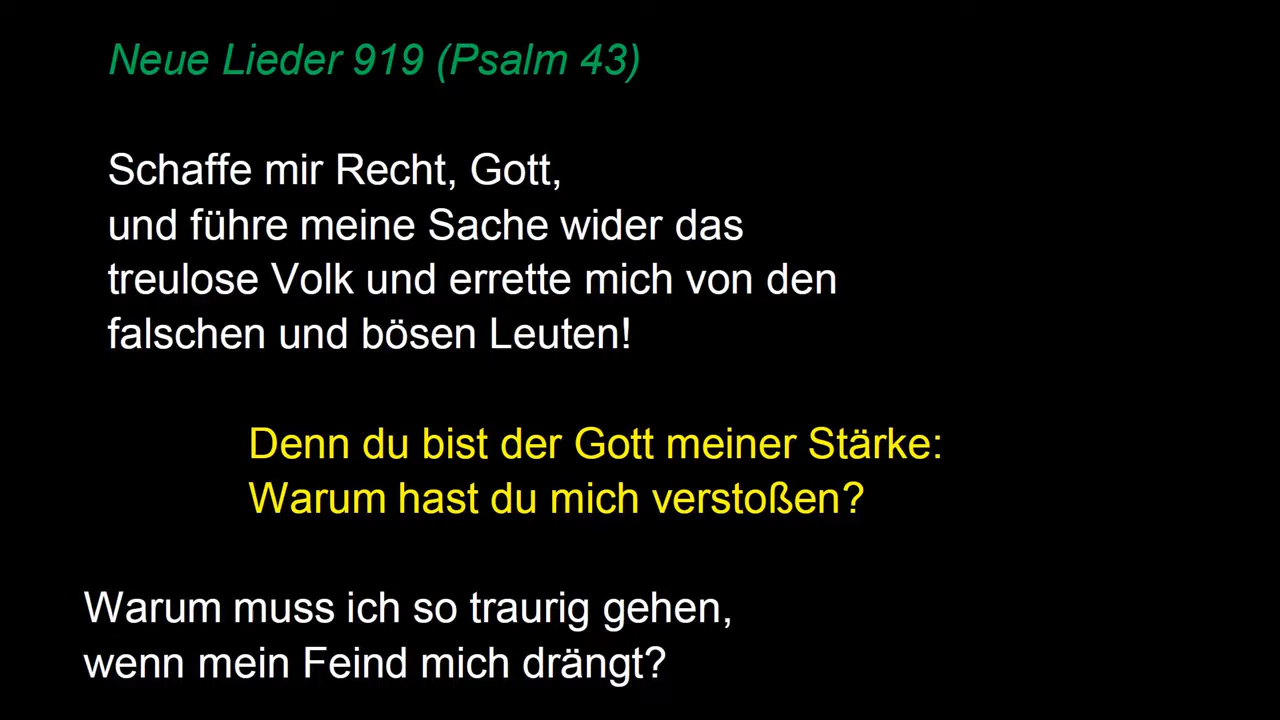 Neue Lieder 919 (Psalm 43)
Schaffe mir Recht, Gott,
und führe meine Sache wider das
treulose Volk und errette mich von den
falschen und bösen Leuten!
Denn du bist der Gott meiner Stärke:
Warum hast du mich verstoßen?
Warum muss ich so traurig gehen,
wenn mein Feind mich drängt?